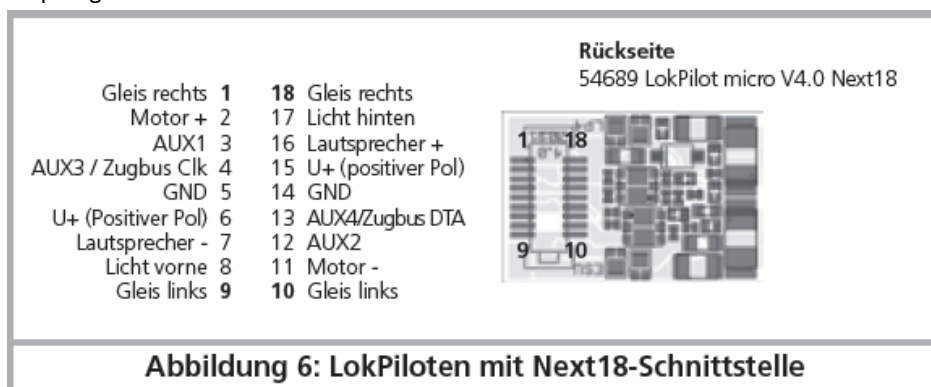 Rückseite
54689 LokPilot micro V4.0 Next18
Gleis rechts 1 18 Gleis rechts
Motor + 2 17 Licht hinten
AUX1 3 16 Lautsprecher +
AUX3 / Zugbus Clk 4 15 U+ (positiver Pol)
GND 5 14 GND
U+ (Positiver Pol) 6 13 AUX4/Zugbus DTA
Lautsprecher - 7 12 AUX2
Licht vorne 8 11 Motor -
Gleis links 9 10 Gleis links
1 18
9 10
Abbildung 6: LokPiloten mit Next18-Schnittstelle